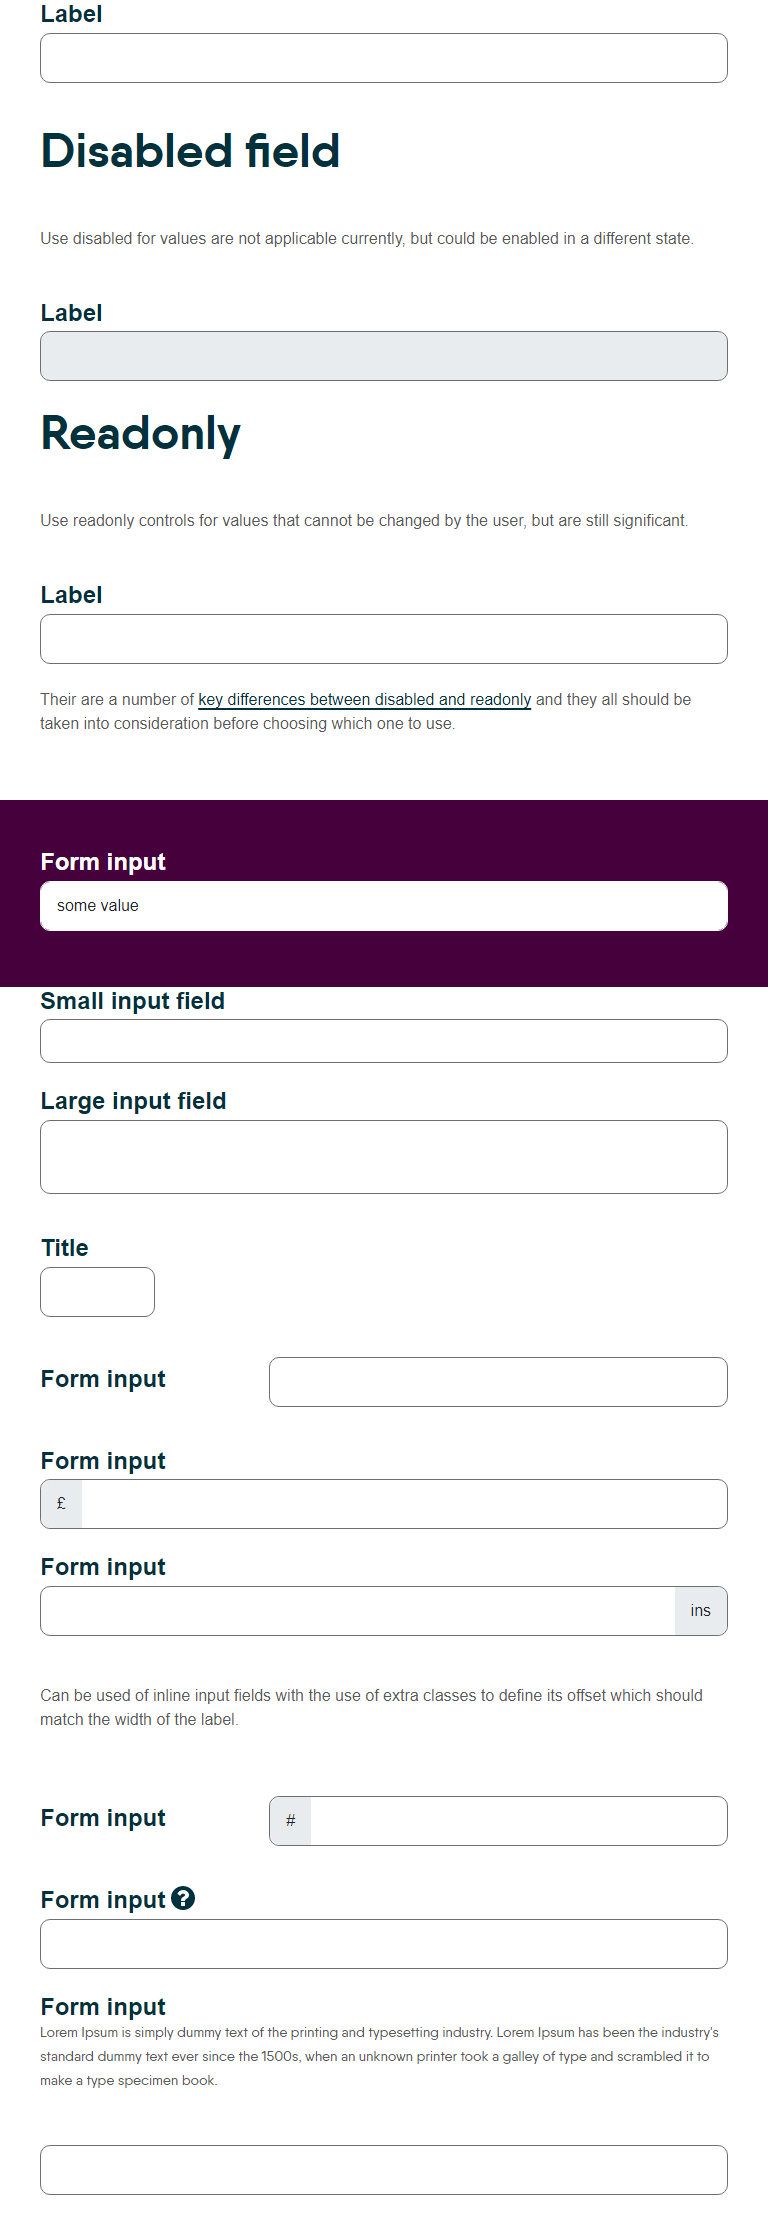 Label
Disabled field
Use disabled for values are not applicable currently, but could be enabled in a different state.
Label
Readonly
Use readonly controls for values that cannot be changed by the user, but are still significant.
Label
Their are a number of key differences between disabled and readonly and they all should be
taken into consideration before choosing which one to use.
Form input
some value
Small input field
Large input field
Title
Form input
Form input
£
Form input
ins
Can be used of inline input fields with the use of extra classes to define its offset which should
match the width of the label.
Form input #
Form input ?
Form input
Lorem Ipsum is simply dummy text of the printing and typesetting industry. Lorem Ipsum has been the industry's
standard dummy text ever since the 1500s, when an unknown printer took a galley of type and scrambled it to
make a type specimen book.